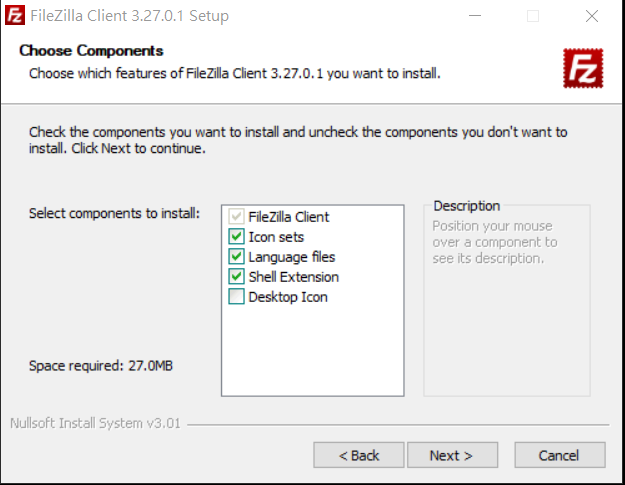 FileZilla Client 3.27.0.1 Setup
Choose Components
Choose which features of FileZilla Client 3.27.0.1 you want to install.
Fz
Check the components you want to install and uncheck the components you don't want to
install. Click Next to continue.
Select components to install:
FileZilla Client
Icon sets
Language files
Shell Extension
Desktop Icon
Description
Position your mouse
over a component to
see its description.
Space required: 27.0MB
Nullsoft Install System v3.01
< Back
Next >
Cancel